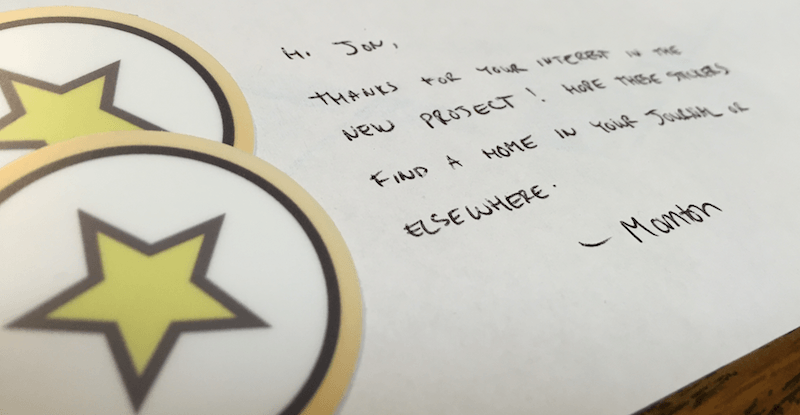 HI JON,
THANKS FOR YOUR INTEREST IN THE
NEW PROJECT! HOPE THESE STICKERS
FIND A HOME IN YOUR JOURNAL OR
ELSEWHERE.
— Manton